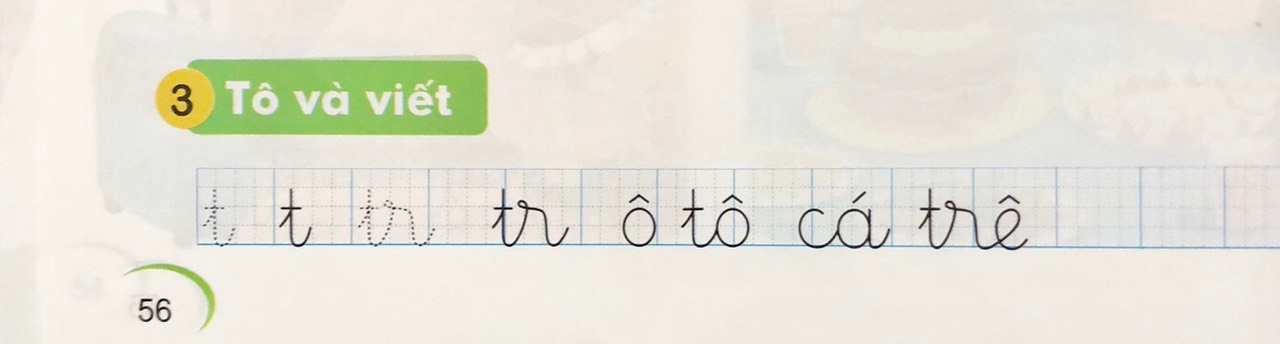 3 Tô và viết
t t tr tr ô tô cá trê
56